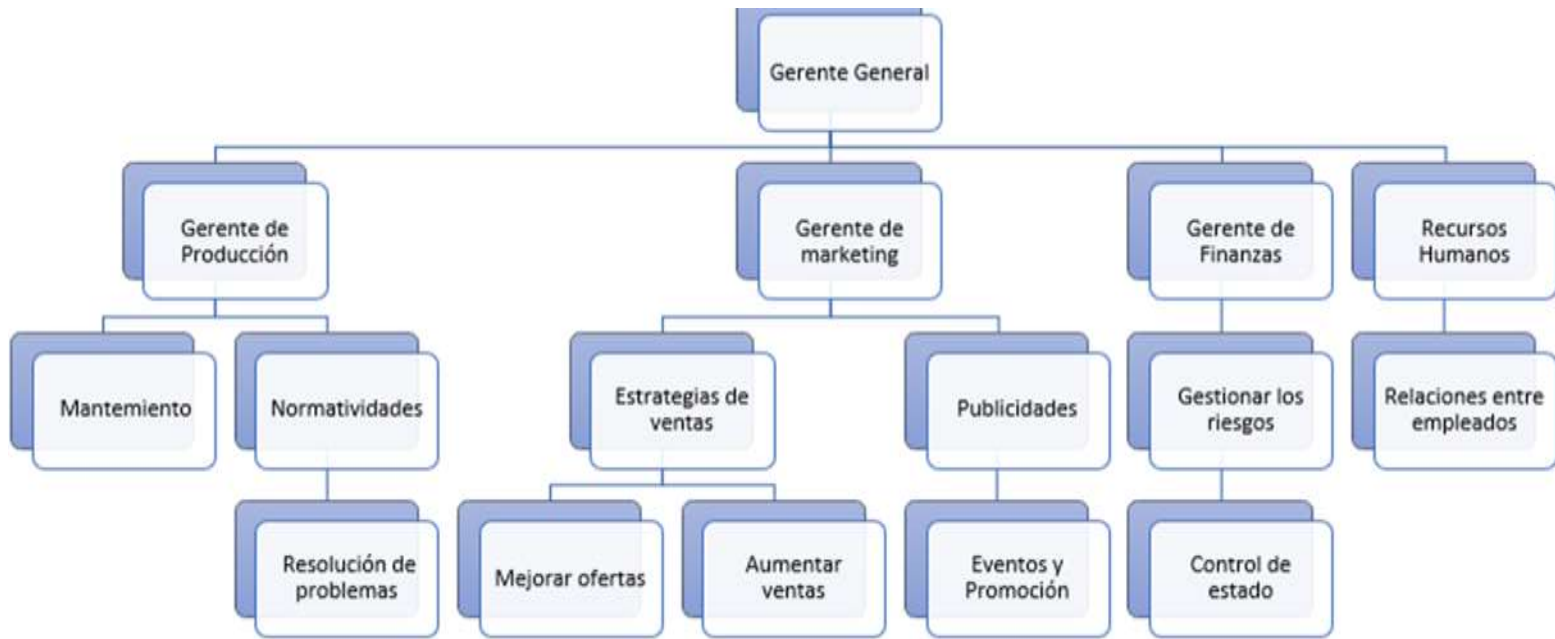 Gerente General
Gerente de
Producción
Gerente de
marketing
Gerente de
Finanzas
Recursos
Humanos
Mantemiento
Normatividades
Estrategias de
ventas
Publicidades
Gestionar los
riesgos
Relaciones entre
empleados
Resolución de
problemas
Mejorar ofertas
Aumentar
ventas
Eventos y
Promoción
Control de
estado